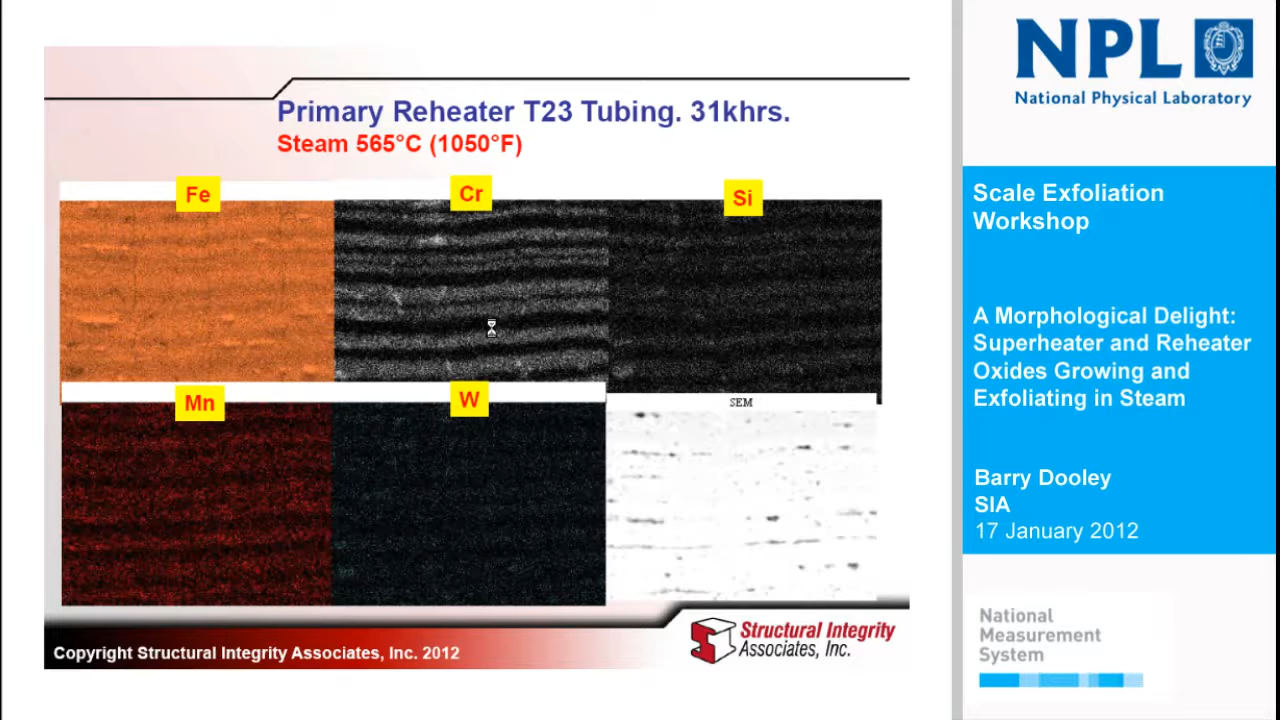 Primary Reheater T23 Tubing. 31khrs.
Steam 565°C (1050°F)
Fe
Cr
Si
Mn
W
SEM
Copyright Structural Integrity Associates, Inc. 2012
Structural Integrity
Associates, Inc.
NPL
National Physical Laboratory
Scale Exfoliation
Workshop
A Morphological Delight:
Superheater and Reheater
Oxides Growing and
Exfoliating in Steam
Barry Dooley
SIA
17 January 2012
National
Measurement
System